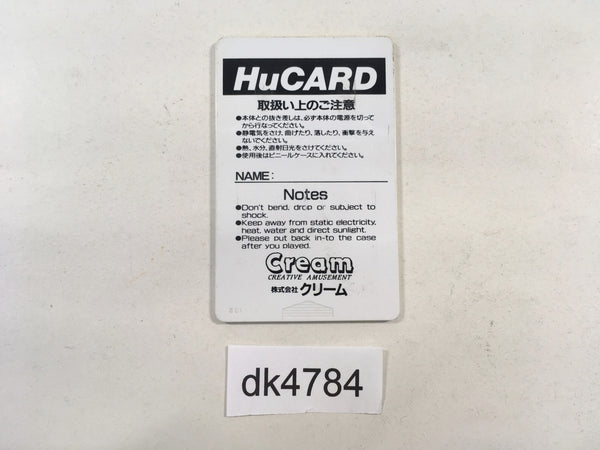 HuCARD
取扱い上のご注意
●本体との抜き差しは、必ず本体の電源を切って
から行なってください。
●静電気をさけ、曲げたり、落したり、衝撃を与え
ないでください。
●熱、水分、直射日光をさけてください。
●使用後はビニールケースに入れてください。
NAME:
Notes
●Don't bend, drop or subject to
shock.
●Keep away from static electricity,
heat, water and direct sunlight.
●Please put back in-to the case
after you played.
Cream
CREATIVE AMUSEMENT
株式会社 クリーム
dk4784